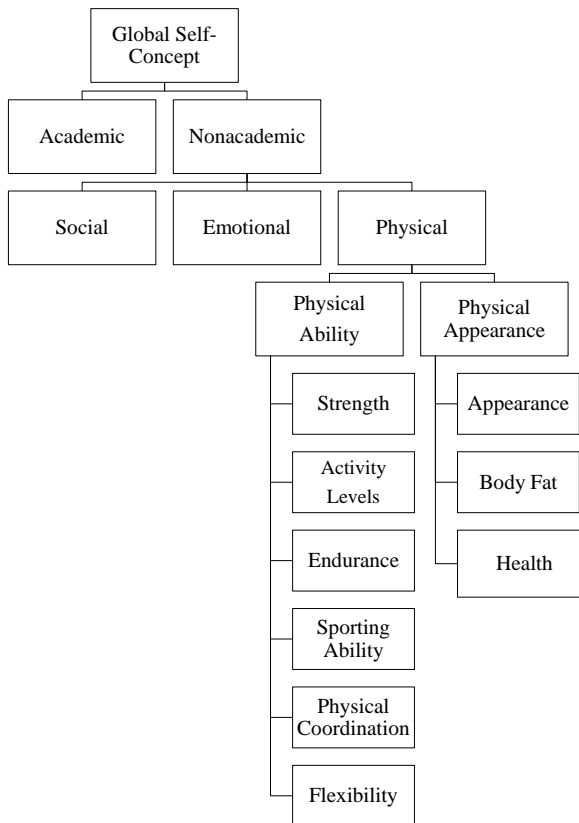 Global Self-
Concept
Academic
Nonacademic
Social
Emotional
Physical
Physical
Ability
Physical
Appearance
Strength
Appearance
Activity
Levels
Body Fat
Endurance
Health
Sporting
Ability
Physical
Coordination
Flexibility